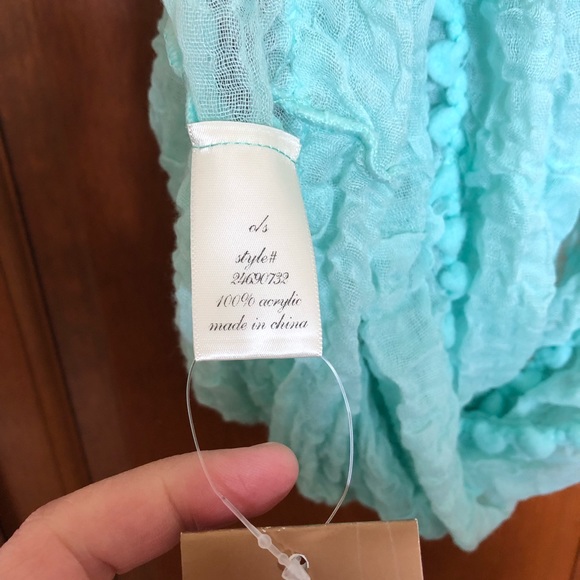 o/s
style#
24690732
100% acrylic
made in china